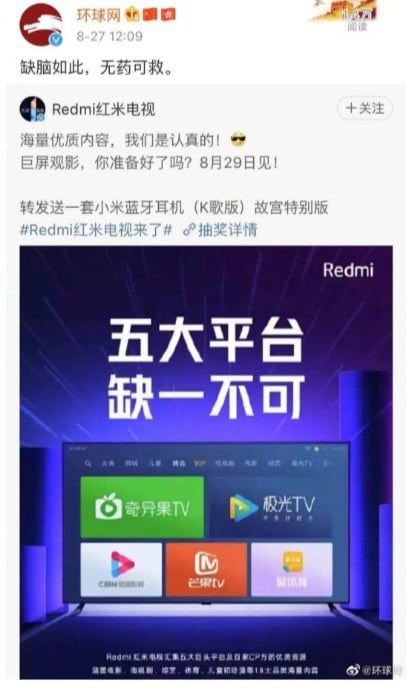 环球网
8-27 12:09
阅读
缺脑如此，无药可救。
Redmi红米电视
+关注
海量优质内容，我们是认真的！
巨屏观影，你准备好了吗？8月29日见！
转发送一套小米蓝牙耳机（K歌版）故宫特别版
#Redmi红米电视来了# 抽奖详情
Redmi
五大平台
缺一不可
VIP
奇异果TV
极光TV
芒果tv
Redmi 红米电视汇集五大巨头平台及百家CP方的优质资源
@环球网